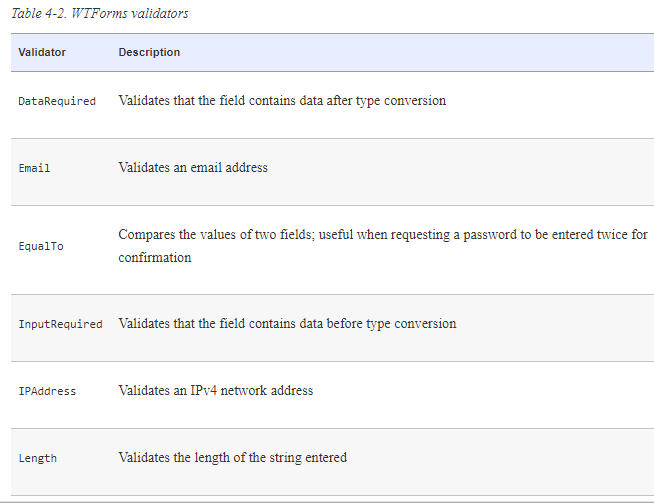 Table 4-2. WTForms validators
Validator Description
DataRequired Validates that the field contains data after type conversion
Email Validates an email address
EqualTo Compares the values of two fields; useful when requesting a password to be entered twice for
confirmation
InputRequired Validates that the field contains data before type conversion
IPAddress Validates an IPv4 network address
Length Validates the length of the string entered